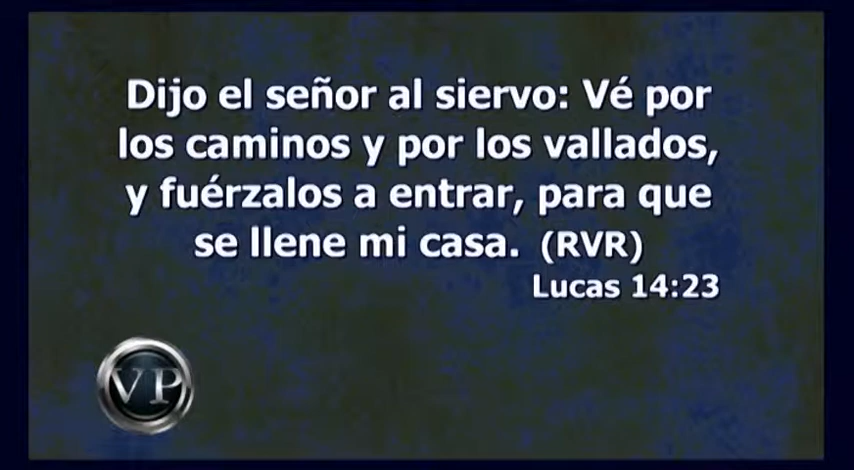 Dijo el señor al siervo: Vé por
los caminos y por los vallados,
y fuérzalos a entrar, para que
se llene mi casa. (RVR)
Lucas 14:23
VP